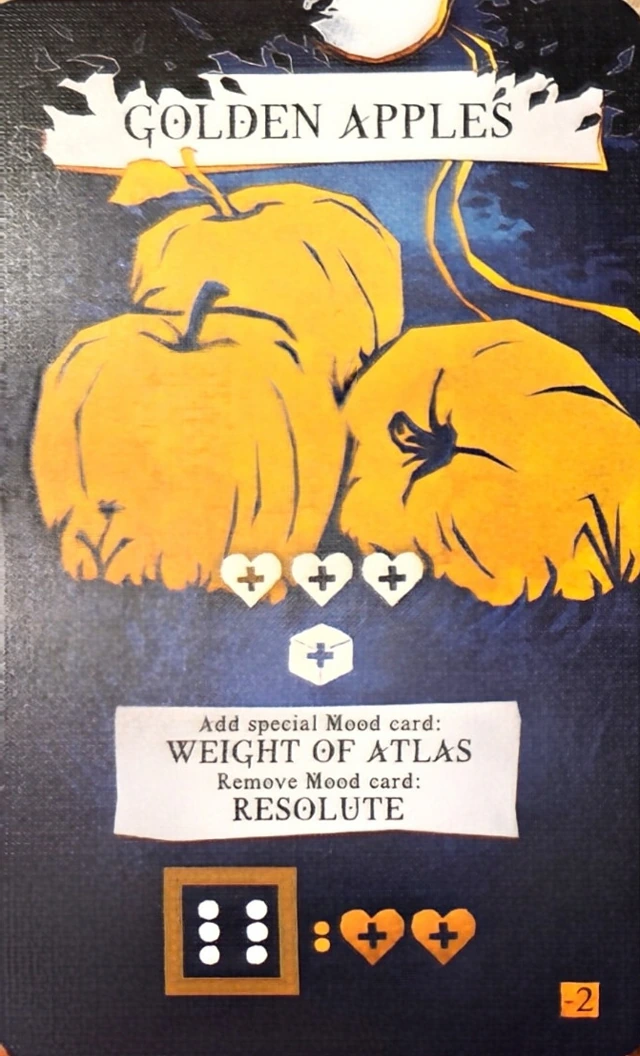 GOLDEN APPLES
Add special Mood card:
WEIGHT OF ATLAS
Remove Mood card:
RESOLUTE
:
-2